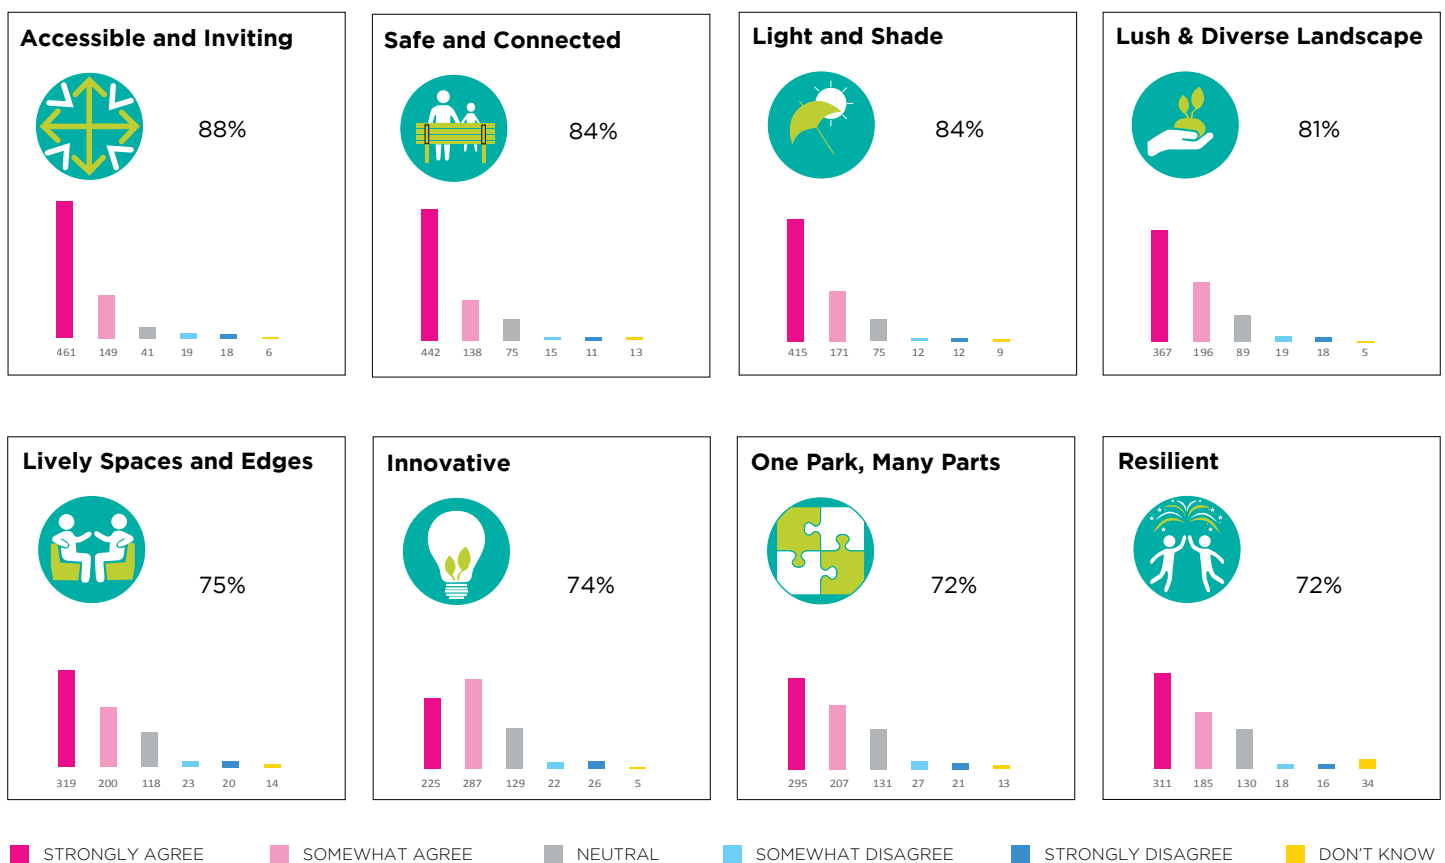 Accessible and Inviting
88%
461 149 41 19 18 6
Safe and Connected
84%
442 138 75 15 11 13
Light and Shade
84%
415 171 75 12 12 9
Lush & Diverse Landscape
81%
367 196 89 19 18 5
Lively Spaces and Edges
75%
319 200 118 23 20 14
Innovative
74%
225 287 129 22 26 5
One Park, Many Parts
72%
295 207 131 27 21 13
Resilient
72%
311 185 130 18 16 34
STRONGLY AGREE SOMEWHAT AGREE NEUTRAL SOMEWHAT DISAGREE STRONGLY DISAGREE DON'T KNOW